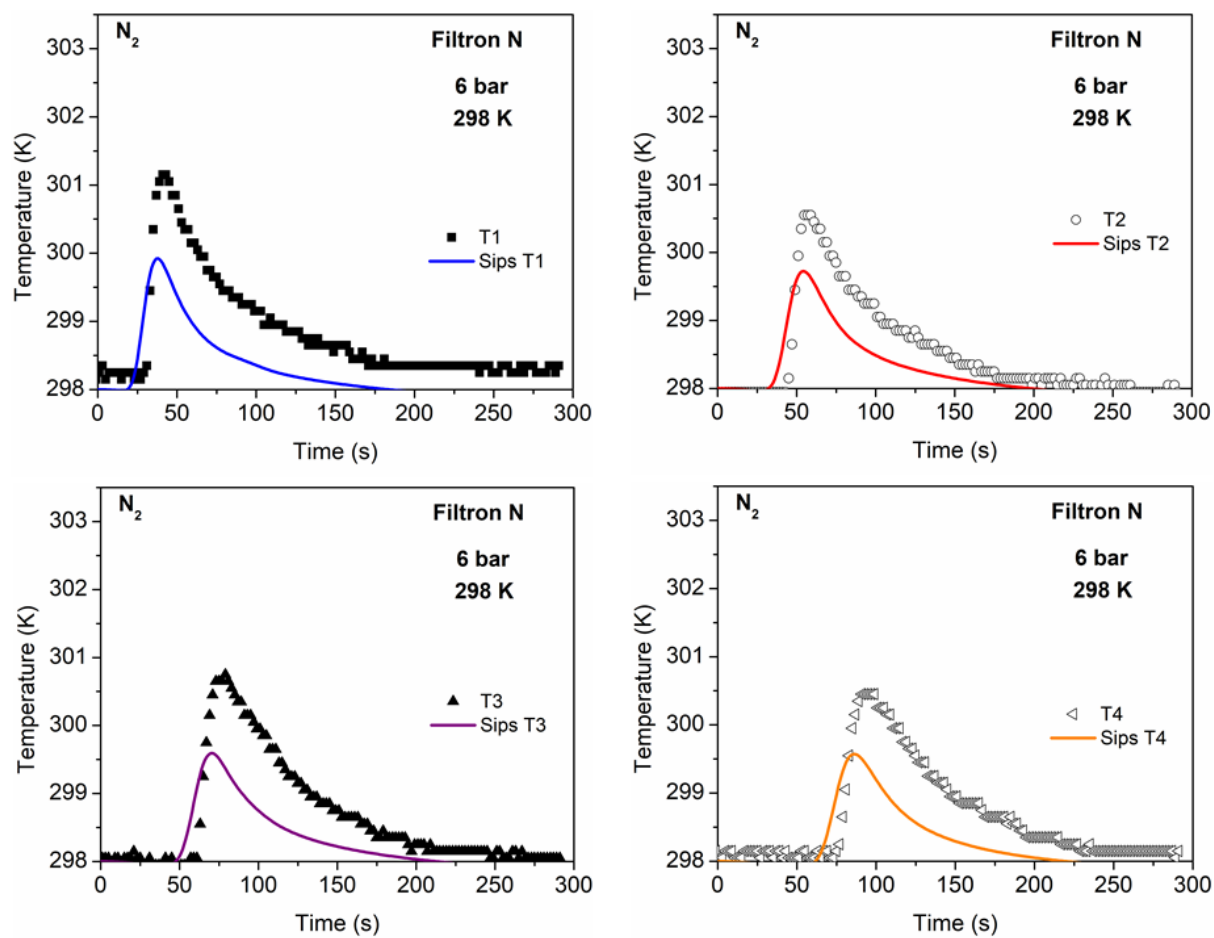 N2
Filtron N
6 bar
298 K
T1
Sips T1
Temperature (K)
303
302
301
300
299
298
0 50 100 150 200 250 300
Time (s)
N2
Filtron N
6 bar
298 K
T2
Sips T2
Temperature (K)
303
302
301
300
299
298
0 50 100 150 200 250 300
Time (s)
N2
Filtron N
6 bar
298 K
T3
Sips T3
Temperature (K)
303
302
301
300
299
298
0 50 100 150 200 250 300
Time (s)
N2
Filtron N
6 bar
298 K
T4
Sips T4
Temperature (K)
303
302
301
300
299
298
0 50 100 150 200 250 300
Time (s)